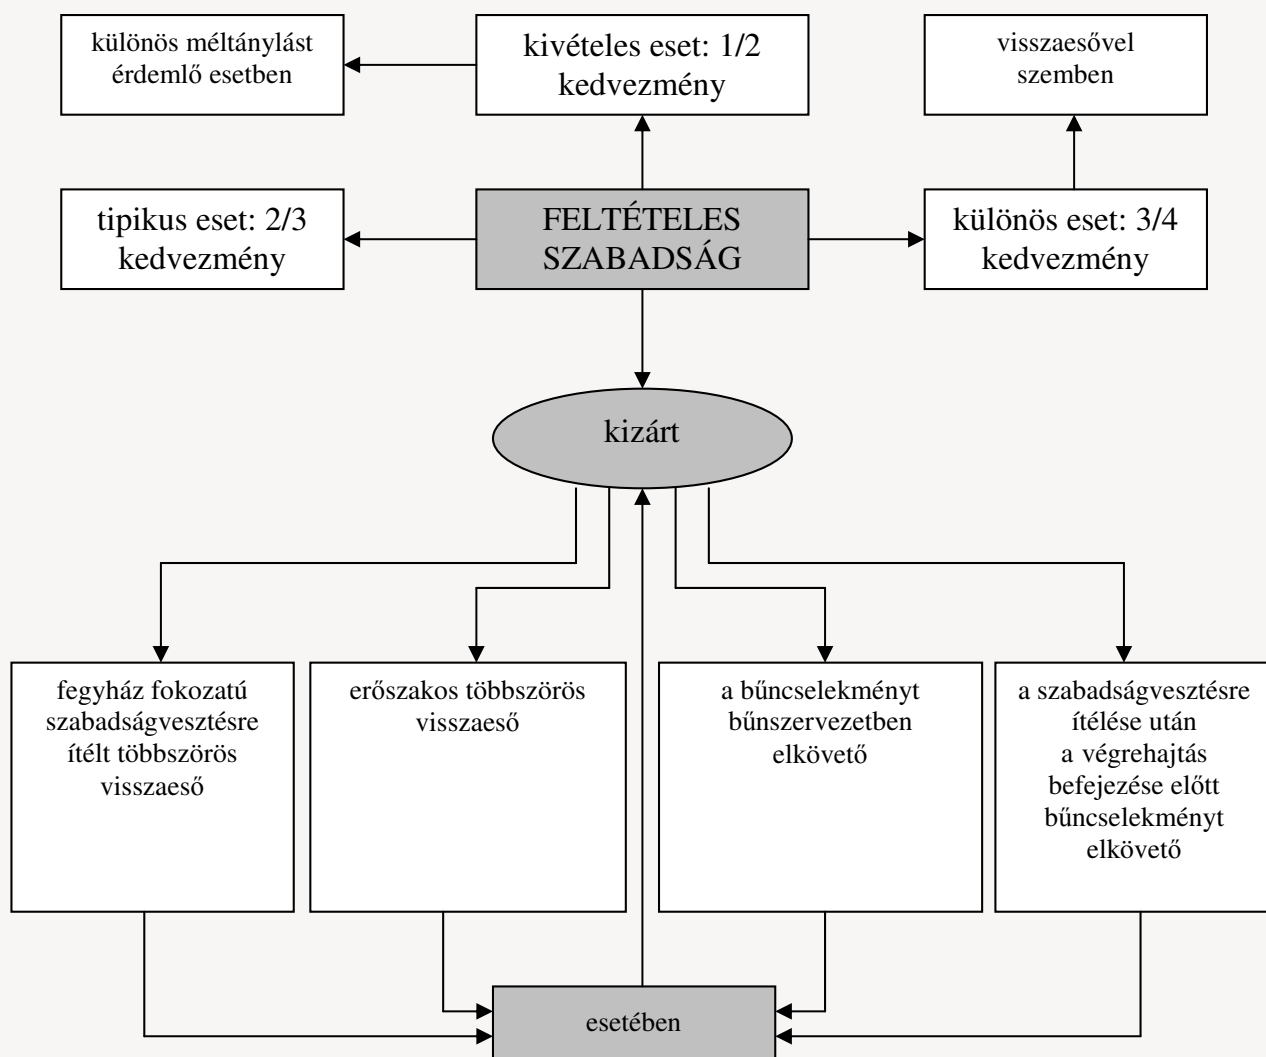 különös méltánylást
érdemlő esetben
kivételes eset: 1/2
kedvezmény
visszaesővel
szemben
tipikus eset: 2/3
kedvezmény
FELTÉTELES
SZABADSÁG
különös eset: 3/4
kedvezmény
kizárt
fegyház fokozatú
szabadságvesztésre
ítélt többszörös
visszaeső
erőszakos többszörös
visszaeső
a bűncselekményt
bűnszervezetben
elkövető
a szabadságvesztésre
ítélése után
a végrehajtás
befejezése előtt
bűncselekményt
elkövető
esetében